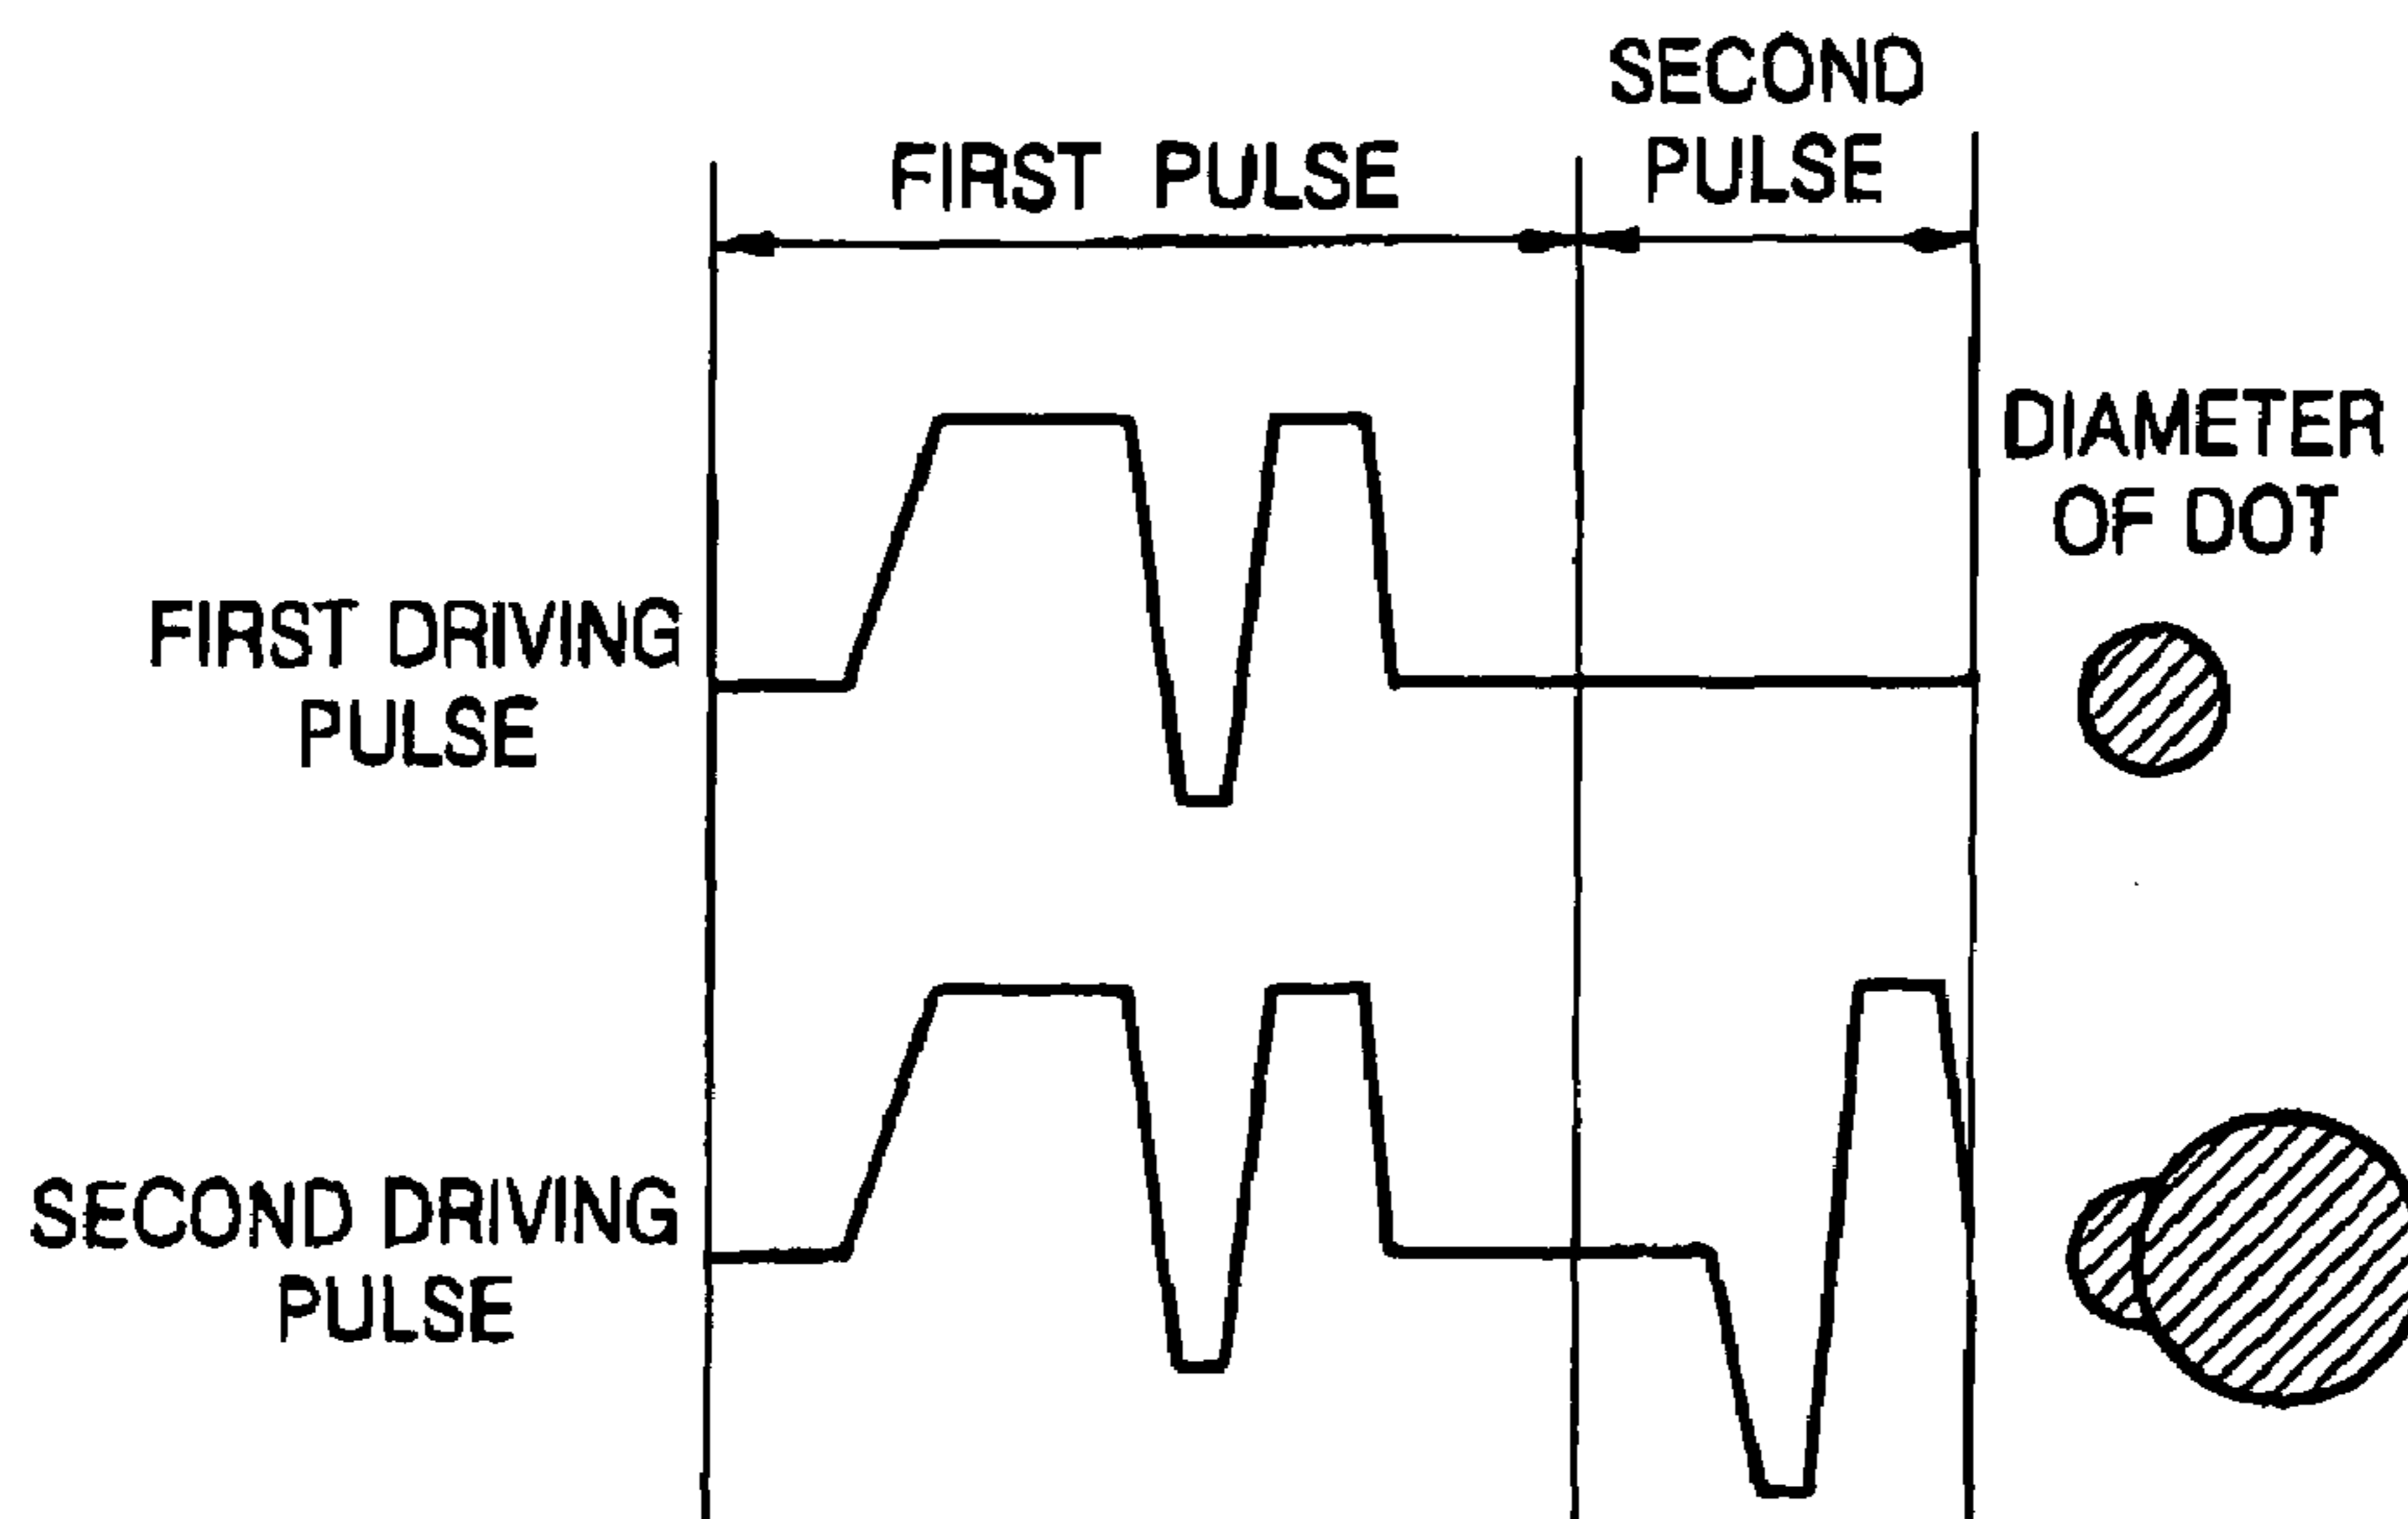 SECOND
PULSE
FIRST PULSE
DIAMETER
OF DOT
FIRST DRIVING
PULSE
SECOND DRIVING
PULSE